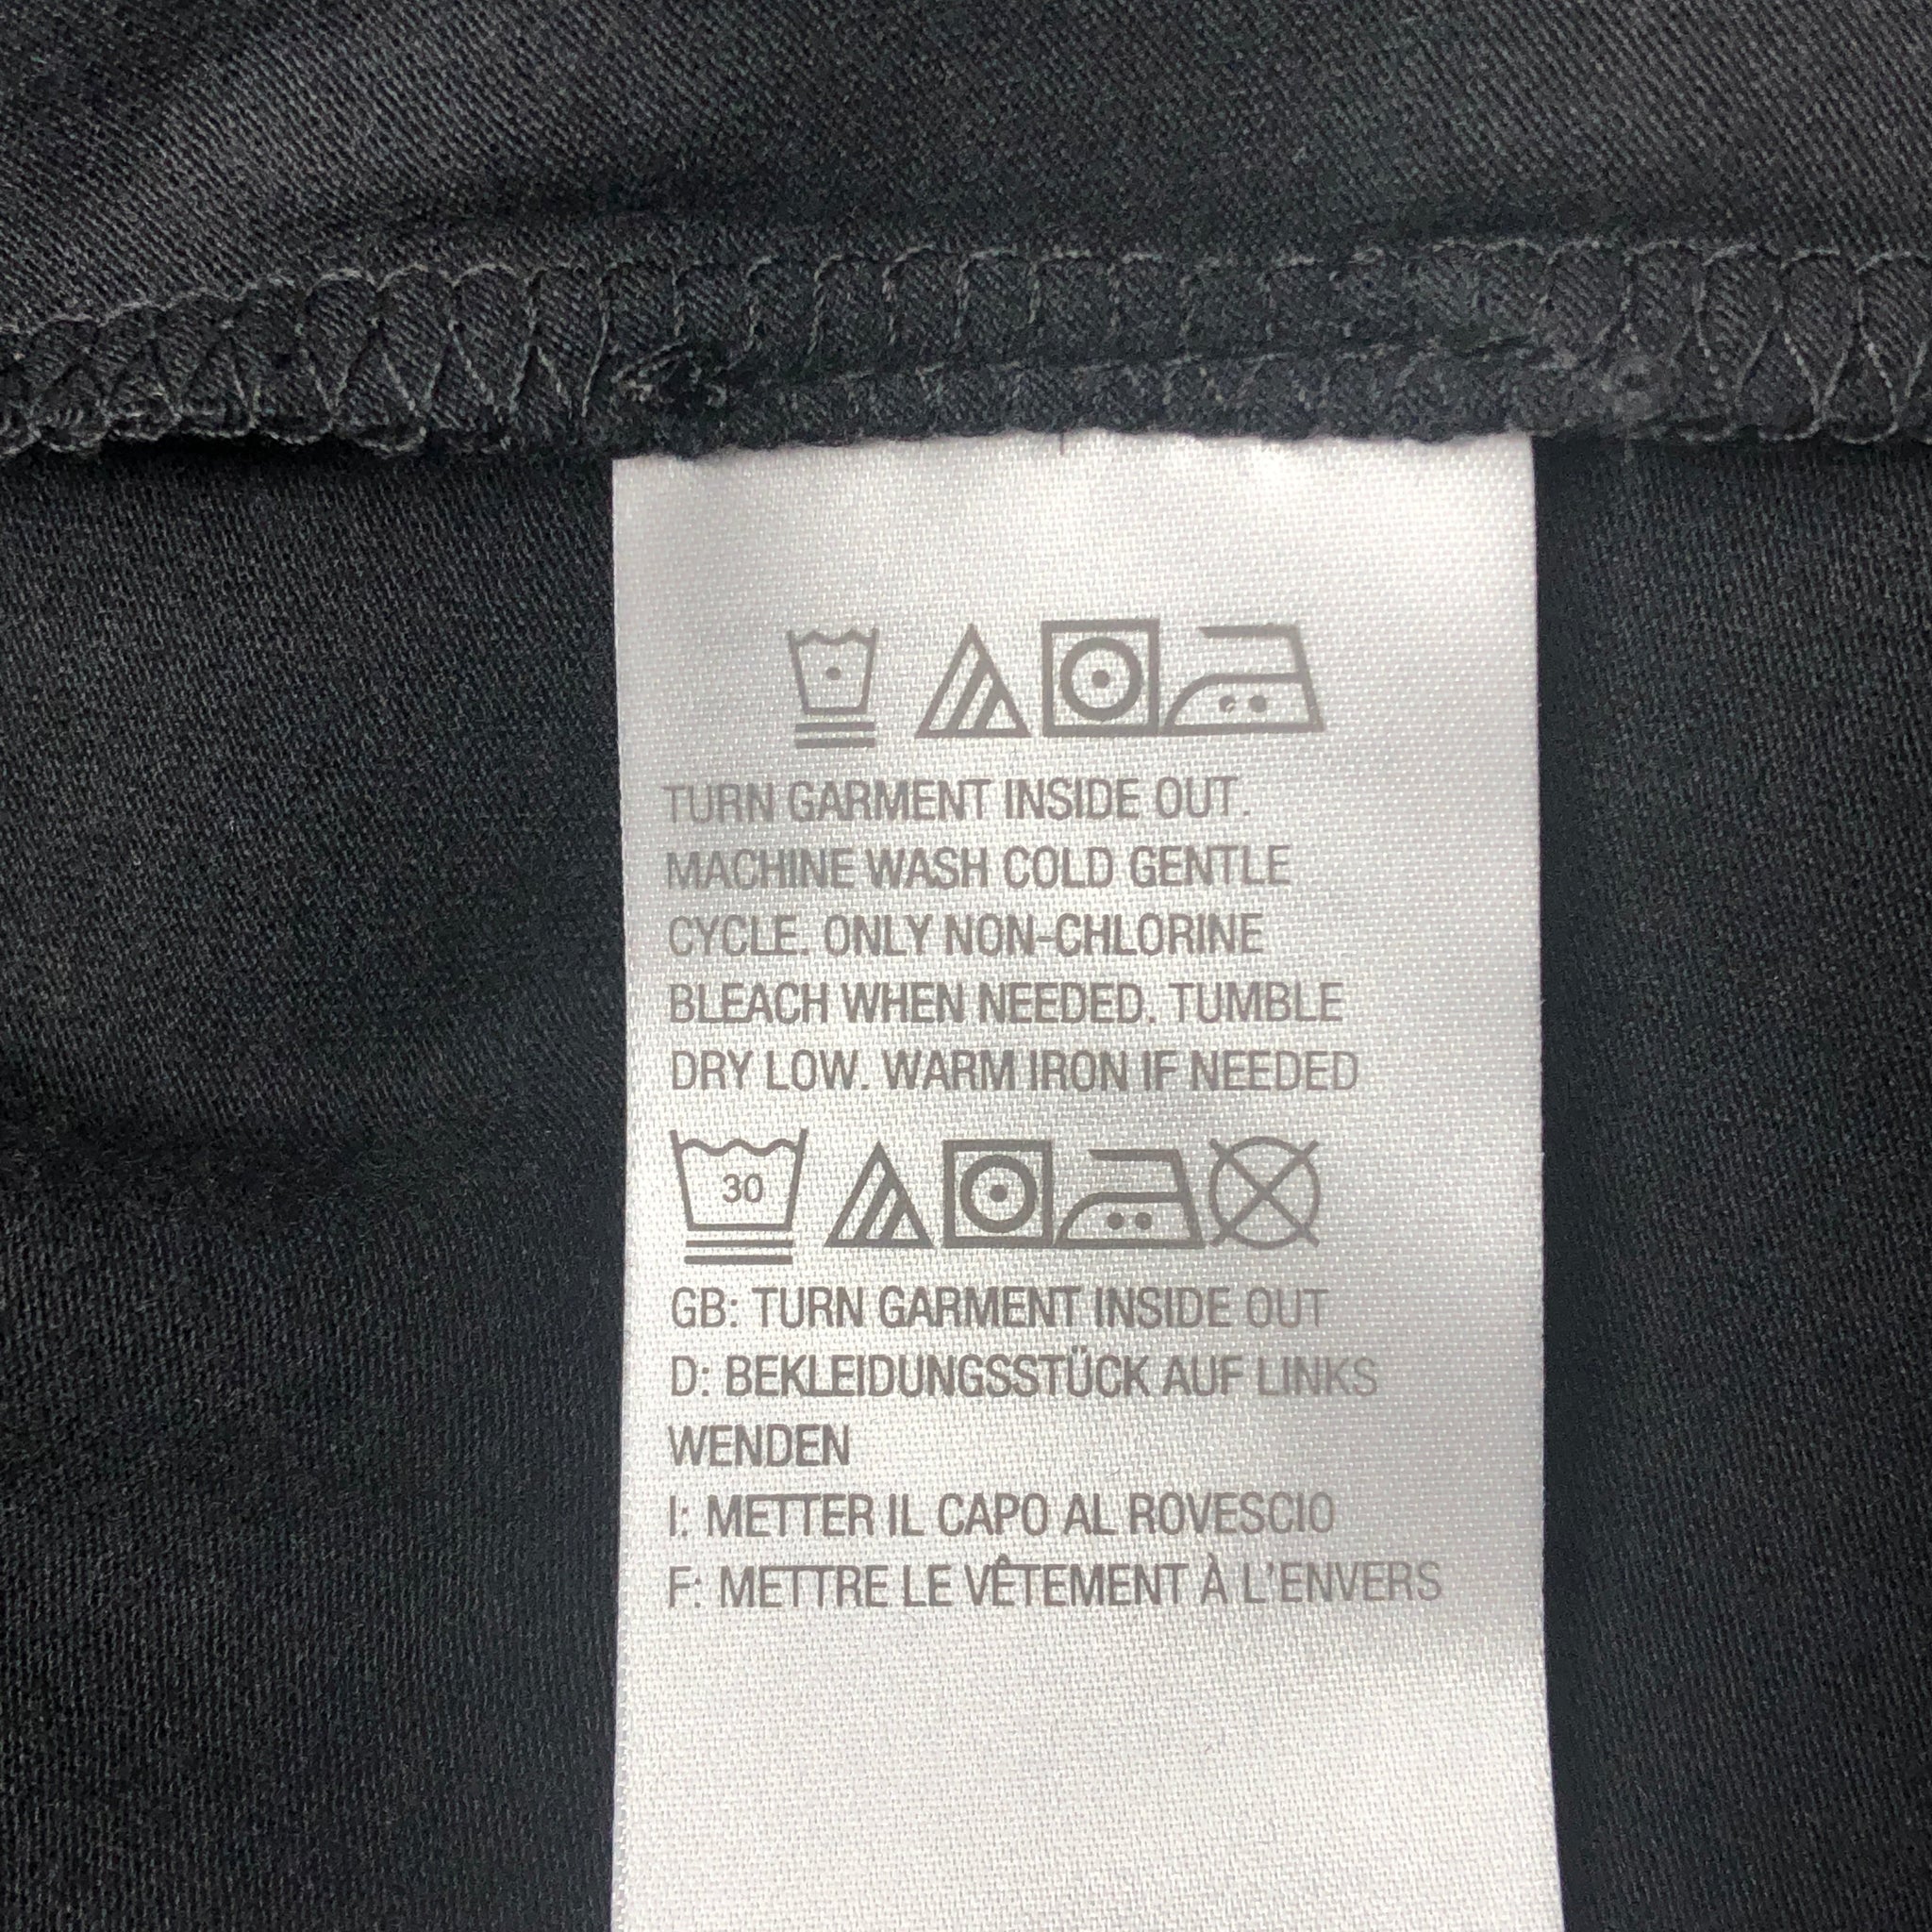 TURN GARMENT INSIDE OUT.
MACHINE WASH COLD GENTLE
CYCLE. ONLY NON-CHLORINE
BLEACH WHEN NEEDED. TUMBLE
DRY LOW. WARM IRON IF NEEDED
30
GB: TURN GARMENT INSIDE OUT
D: BEKLEIDUNGSSTÜCK AUF LINKS
WENDEN
I: METTER IL CAPO AL ROVESCIO
F: METTRE LE VÊTEMENT À L'ENVERS